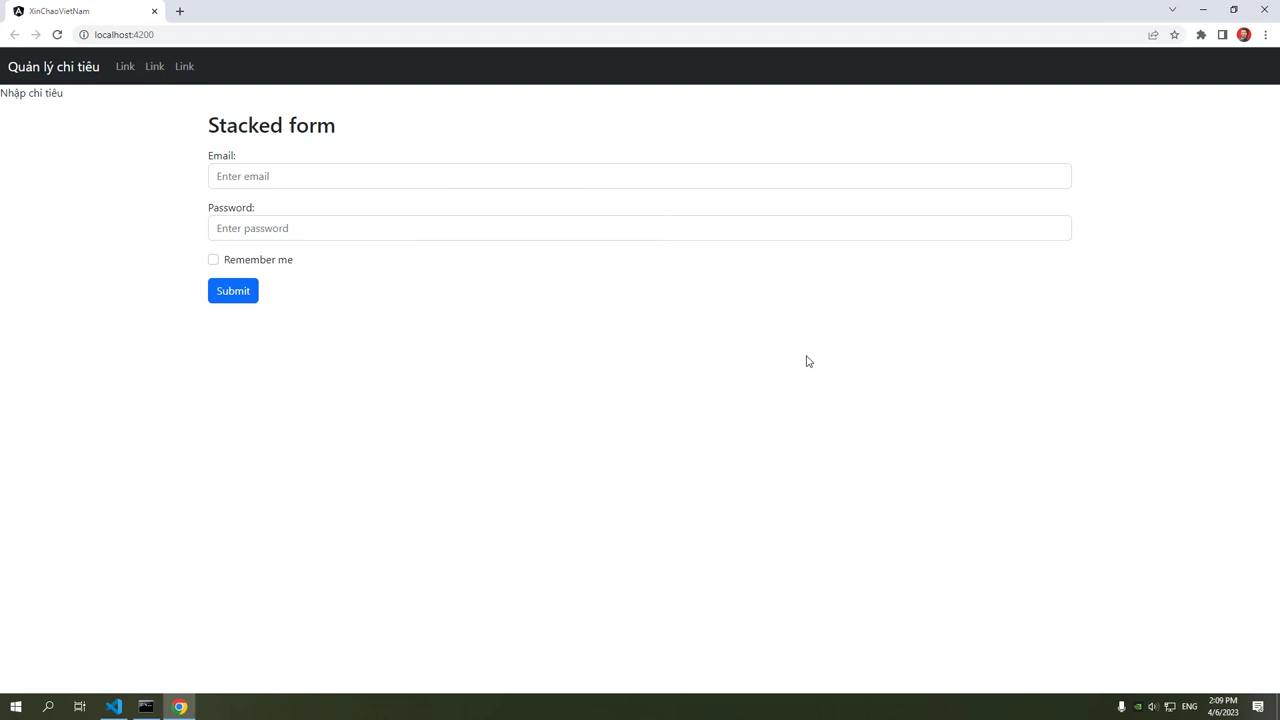 XinChaoVietNam
localhost:4200
Quản lý chi tiêu Link Link Link
Nhập chi tiêu
Stacked form
Email:
Enter email
Password:
Enter password
Remember me
Submit
ENG
2:09 PM
4/6/2023